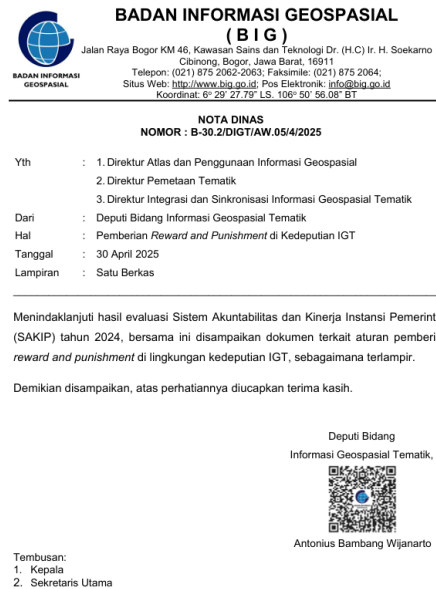 BADAN INFORMASI GEOSPASIAL
( B I G )
Jalan Raya Bogor KM 46, Kawasan Sains dan Teknologi Dr. (H.C) Ir. H. Soekarno
Cibinong, Bogor, Jawa Barat, 16911
Telepon: (021) 875 2062-2063; Faksimile: (021) 875 2064;
Situs Web: http://www.big.go.id; Pos Elektronik: info@big.go.id
Koordinat: 6° 29' 27.79" LS. 106° 50' 56.08" BT
BADAN INFORMASI
GEOSPASIAL
NOTA DINAS
NOMOR : B-30.2/DIGT/AW.05/4/2025
Yth : 1. Direktur Atlas dan Penggunaan Informasi Geospasial
2. Direktur Pemetaan Tematik
3. Direktur Integrasi dan Sinkronisasi Informasi Geospasial Tematik
Dari : Deputi Bidang Informasi Geospasial Tematik
Hal : Pemberian Reward and Punishment di Kedeputian IGT
Tanggal : 30 April 2025
Lampiran : Satu Berkas
Menindaklanjuti hasil evaluasi Sistem Akuntabilitas dan Kinerja Instansi Pemerint
(SAKIP) tahun 2024, bersama ini disampaikan dokumen terkait aturan pemberi
reward and punishment di lingkungan kedeputian IGT, sebagaimana terlampir.
Demikian disampaikan, atas perhatiannya diucapkan terima kasih.
Deputi Bidang
Informasi Geospasial Tematik,
Antonius Bambang Wijanarto
Tembusan:
1. Kepala
2. Sekretaris Utama